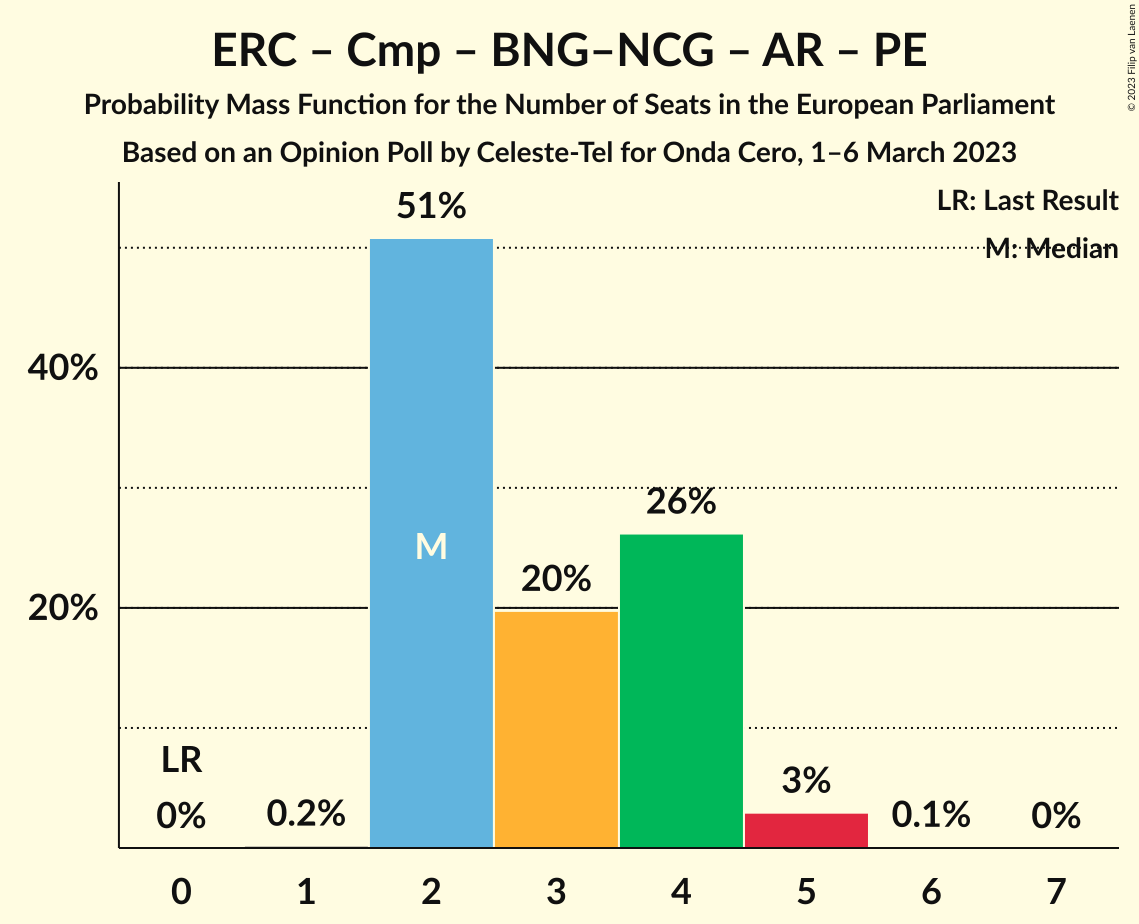 ERC – Cmp – BNG–NCG – AR – PE
Probability Mass Function for the Number of Seats in the European Parliament
Based on an Opinion Poll by Celeste-Tel for Onda Cero, 1–6 March 2023
© 2023 Filip van Laenen
LR: Last Result
M: Median
51%
40%
26%
M
20%
20%
LR
3%
0%
0.2%
0.1%
0%
0 1 2 3 4 5 6 7